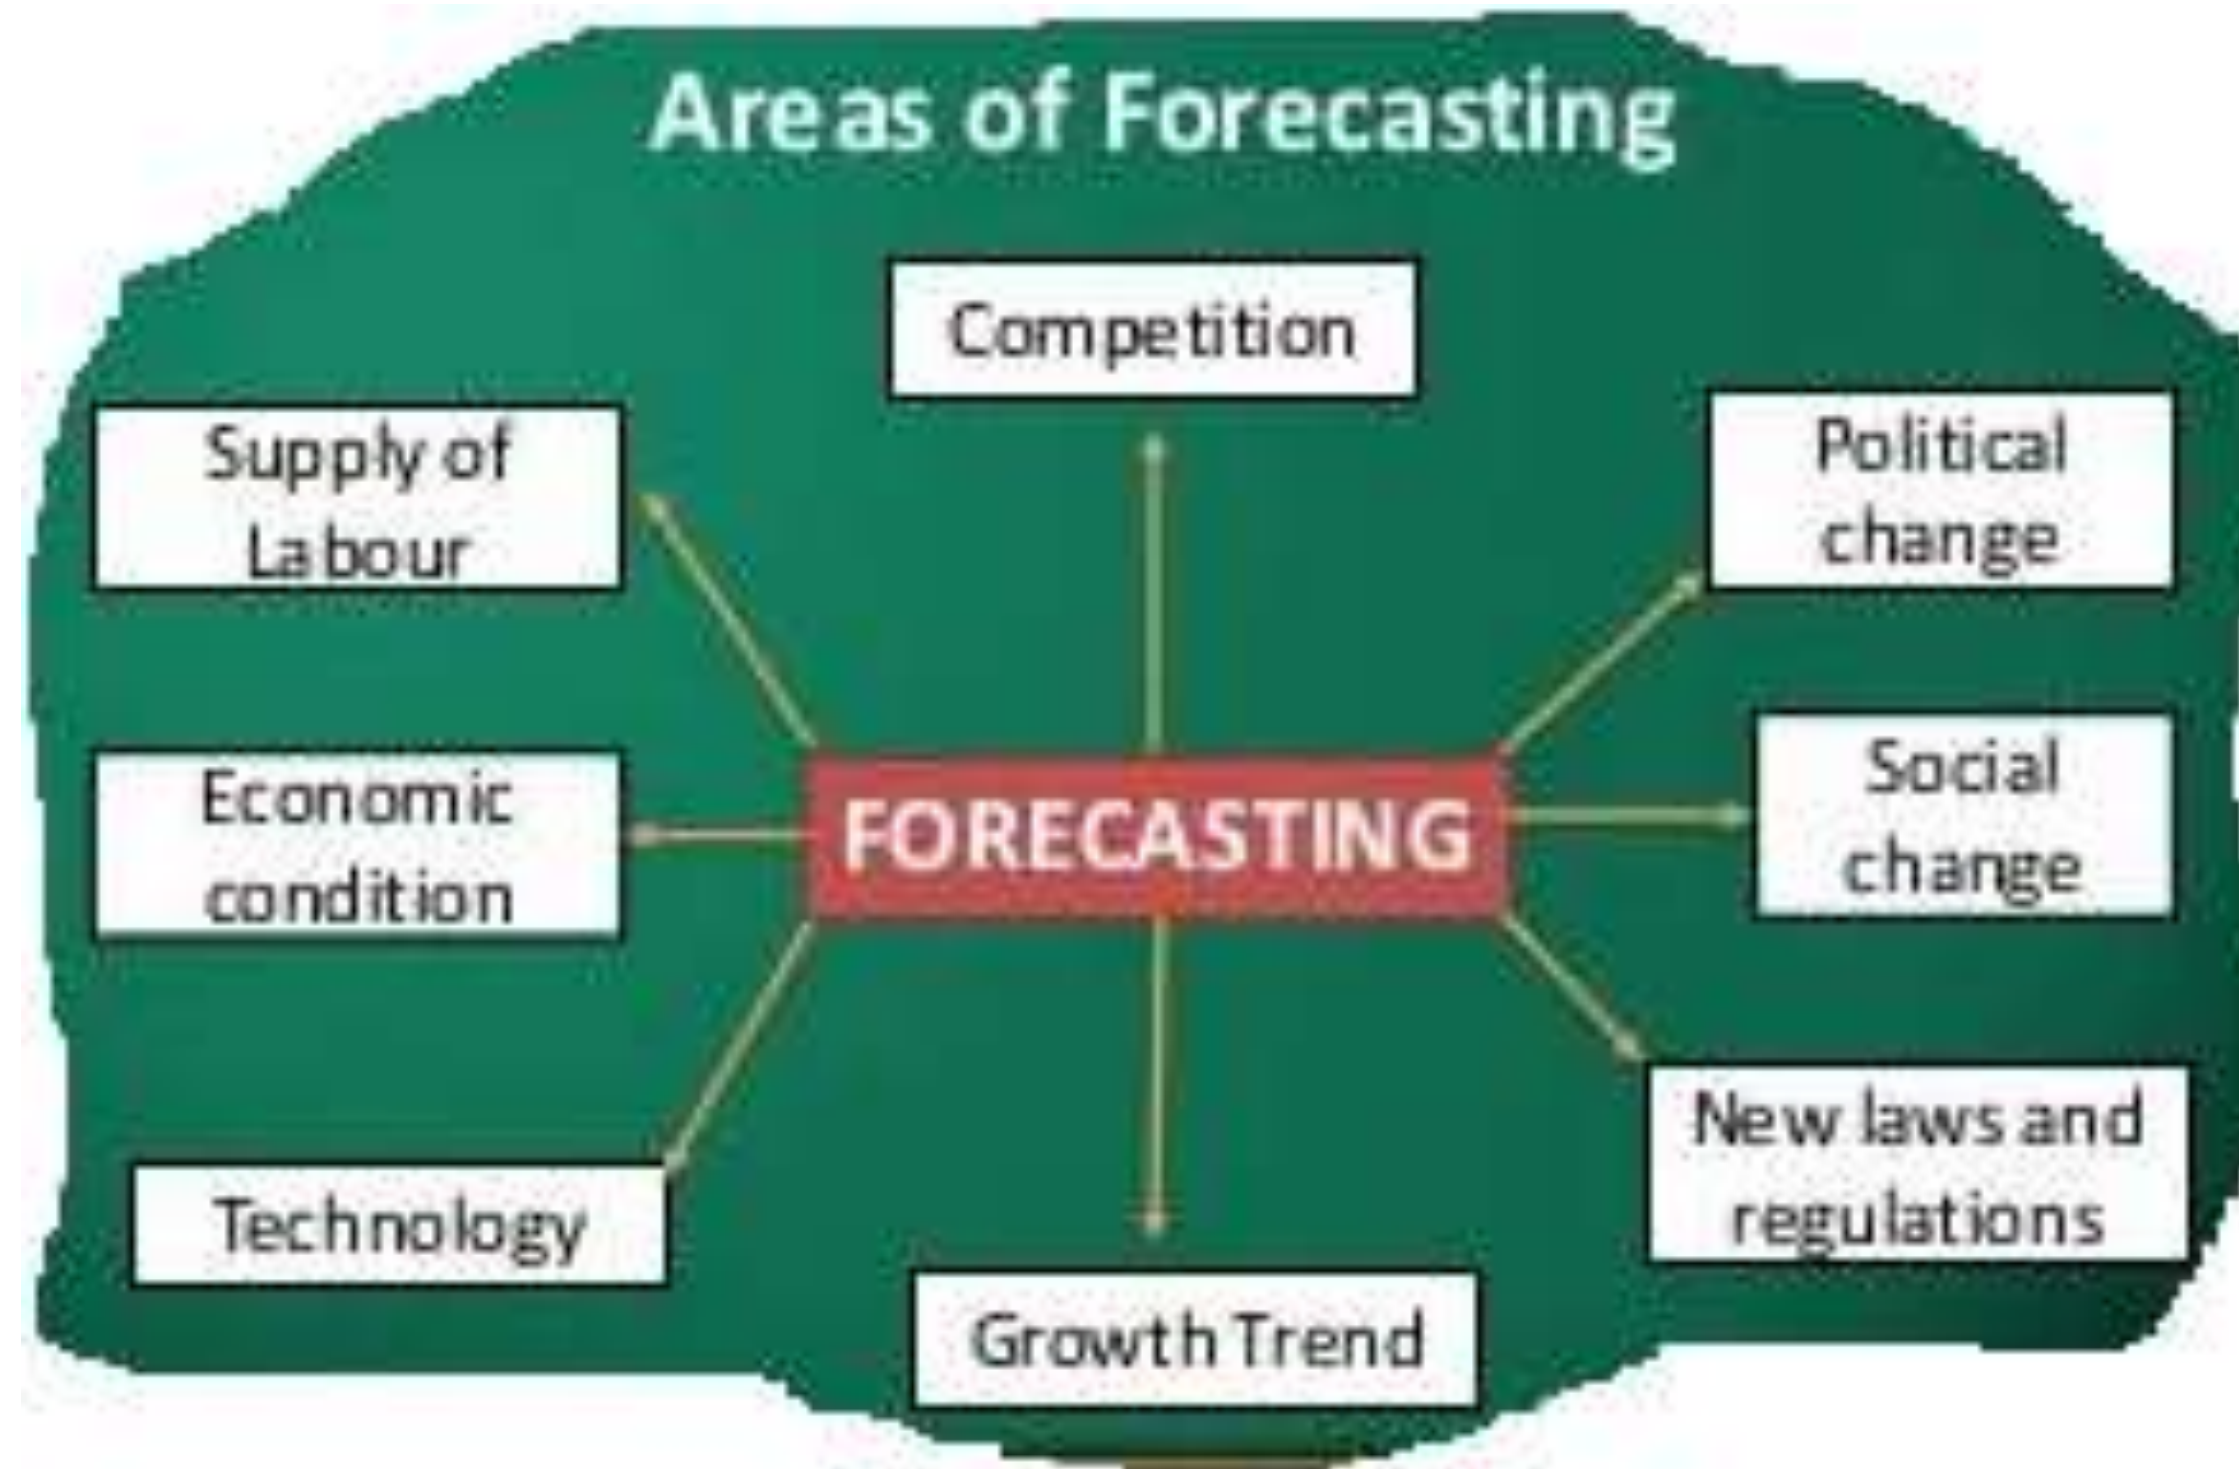 Areas of Forecasting
Competition
Supply of
Labour
Political
change
Economic
condition
FORECASTING
Social
change
Technology
New laws and
regulations
Growth Trend